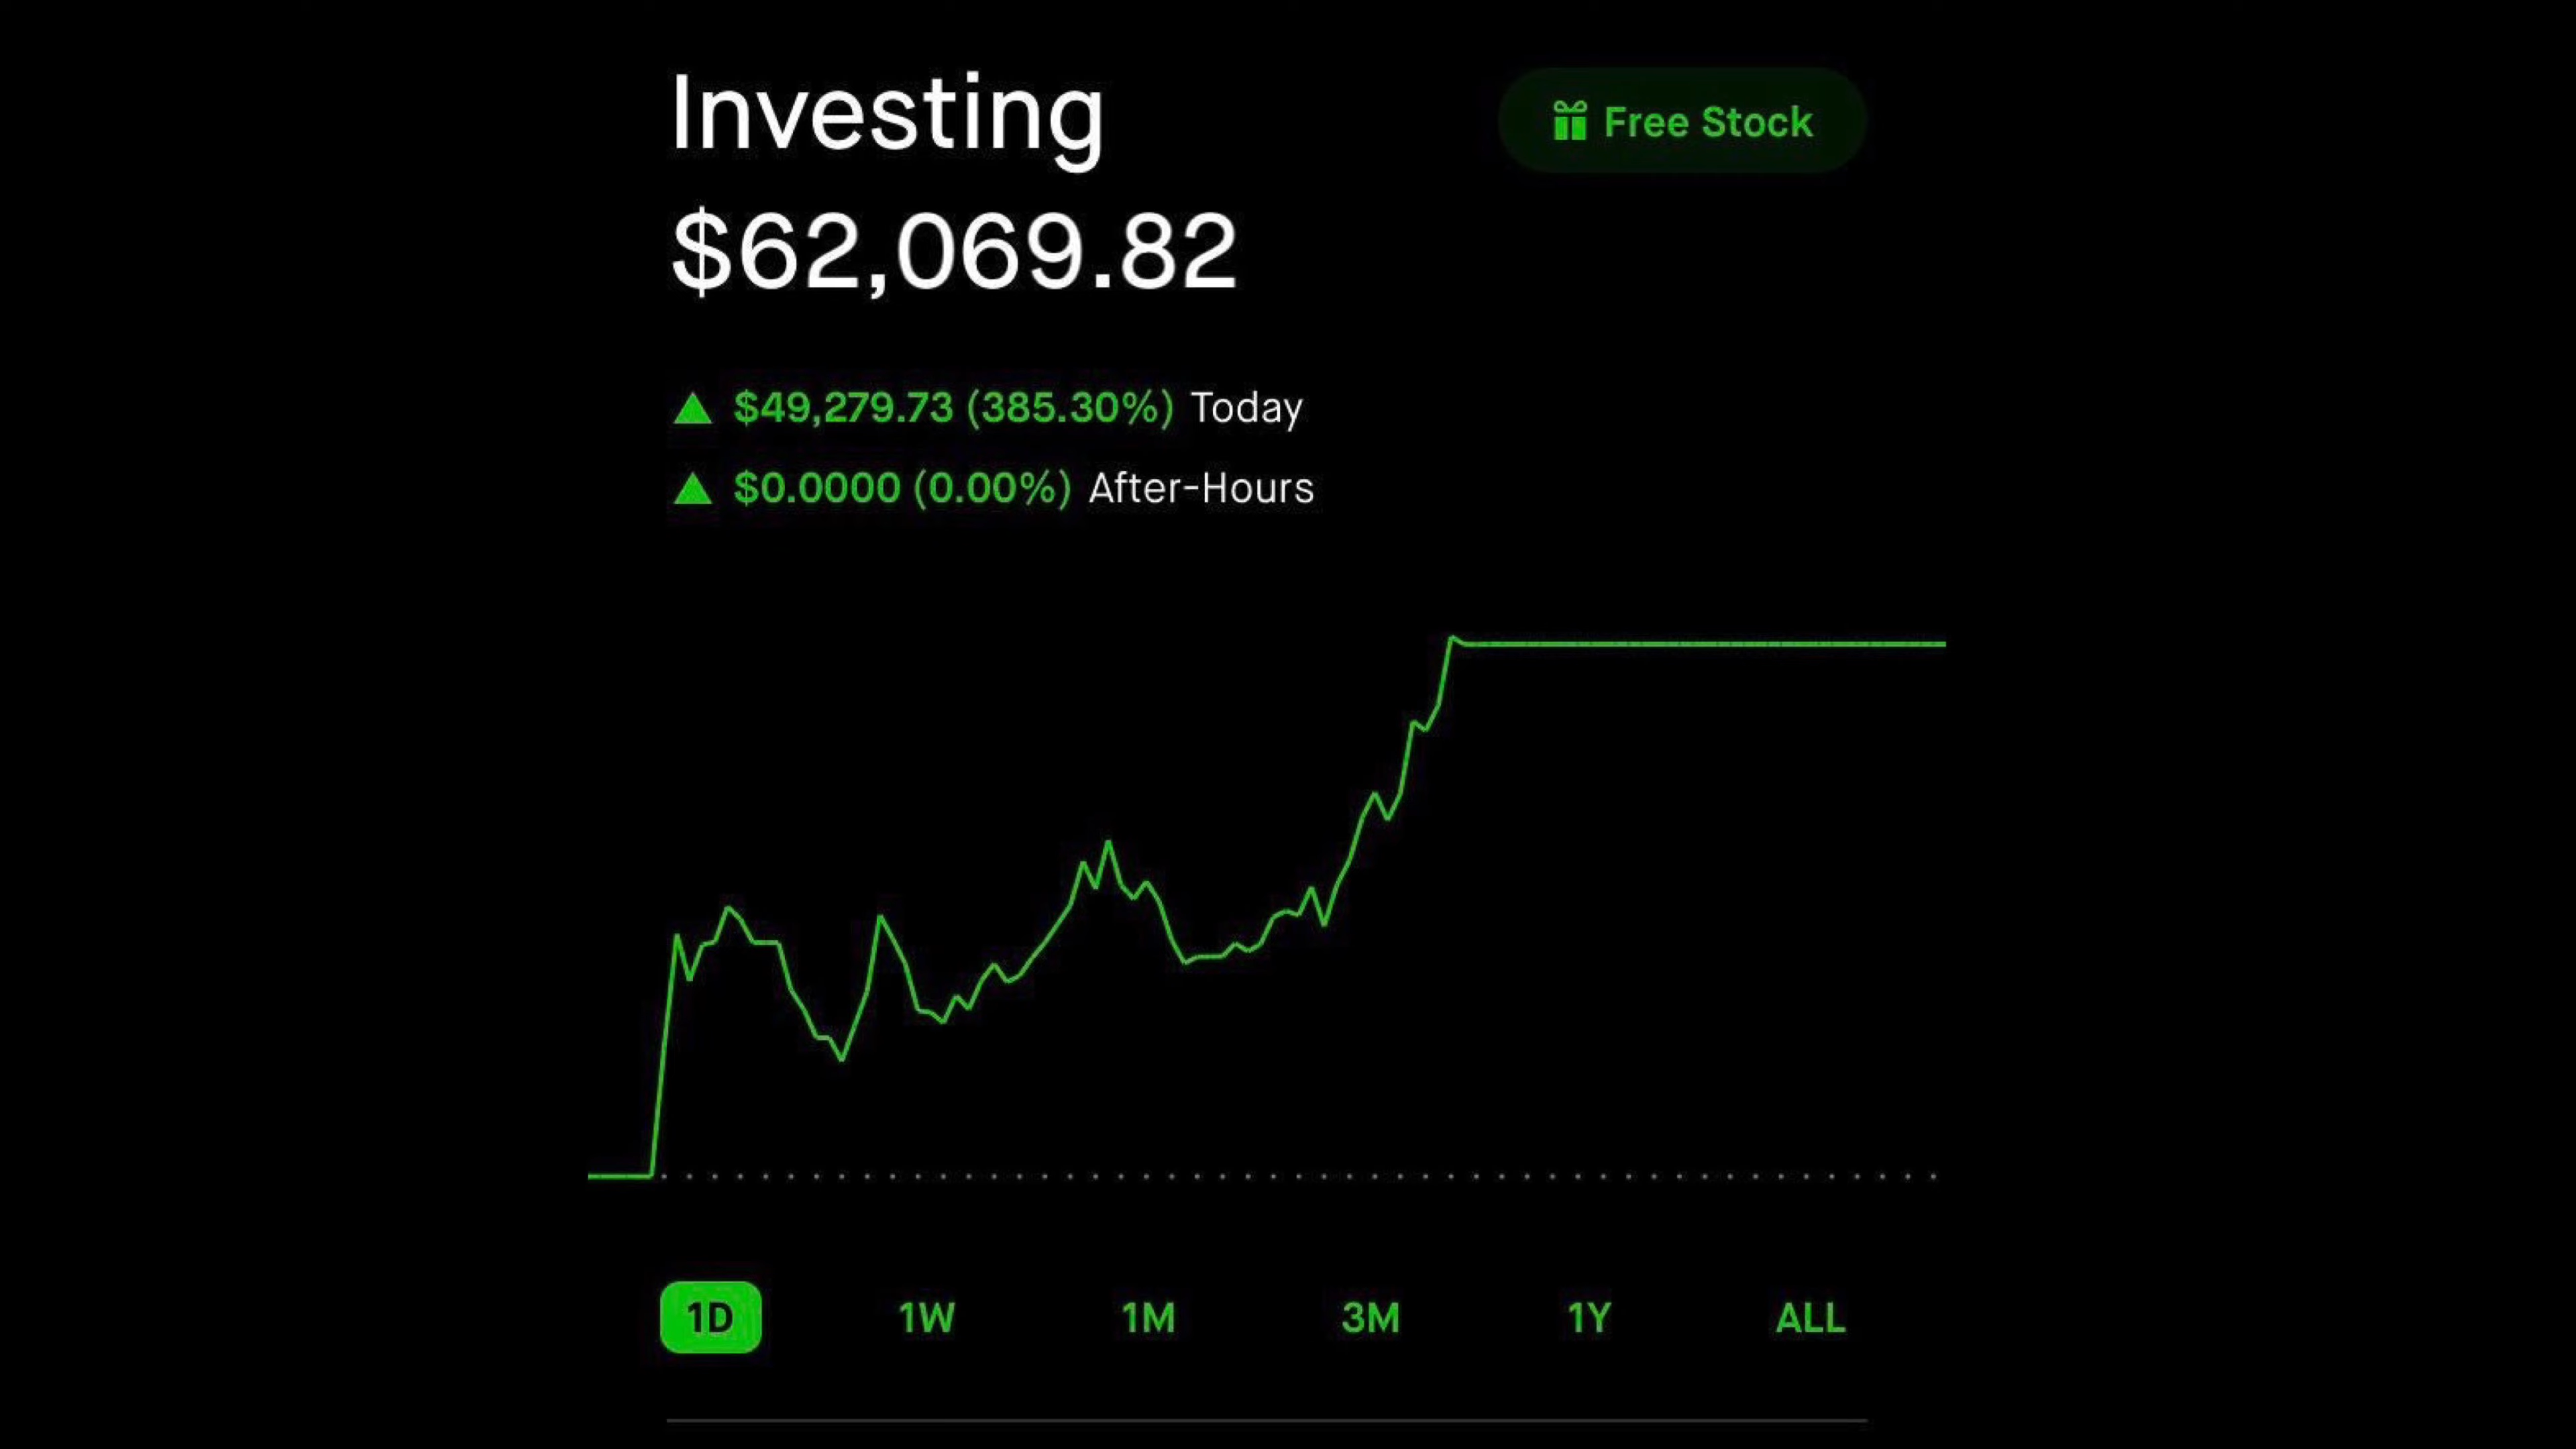 Investing
Free Stock
$62,069.82
▲ $49,279.73 (385.30%) Today
▲ $0.0000 (0.00%) After-Hours
1D 1W 1M 3M 1Y ALL